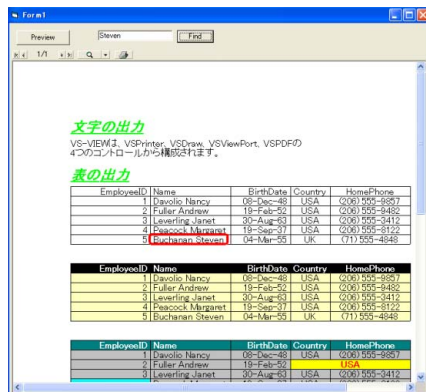 Form1
Preview
Steven
Find
1/1
文字の出力
VS-VIEWは、VSPrinter、VSDraw、VSViewPort、VSPDFの
4つのコントロールから構成されます。
表の出力
EmployeeID Name BirthDate Country HomePhone
1 Davolio Nancy 08-Dec-48 USA (206) 555-9857
2 Fuller Andrew 19-Feb-52 USA (206) 555-9482
3 Leverling Janet 30-Aug-63 USA (206) 555-3412
4 Peacock Margaret 19-Sep-37 USA (206) 555-8122
5 Buchanan Steven 04-Mar-55 UK (71) 555-4848
EmployeeID Name BirthDate Country HomePhone
1 Davolio Nancy 08-Dec-48 USA (206) 555-9857
2 Fuller Andrew 19-Feb-52 USA (206) 555-9482
3 Leverling Janet 30-Aug-63 USA (206) 555-3412
4 Peacock Margaret 19-Sep-37 USA (206) 555-8122
5 Buchanan Steven 04-Mar-55 UK (71) 555-4848
EmployeeID Name BirthDate Country HomePhone
1 Davolio Nancy 08-Dec-48 USA (206) 555-9857
2 Fuller Andrew 19-Feb-52 USA
3 Leverling Janet 30-Aug-63 USA (206) 555-3412